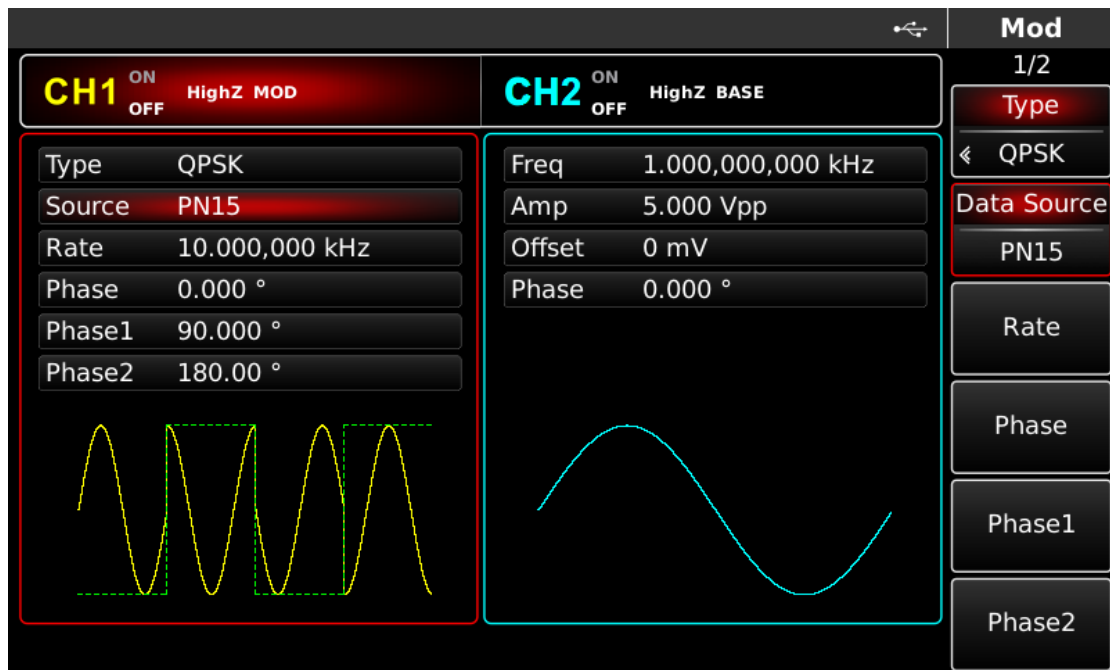 Mod
1/2
CH1 ON OFF HighZ MOD
CH2 ON OFF HighZ BASE
Type QPSK
Source PN15
Rate 10.000,000 kHz
Phase 0.000 °
Phase1 90.000 °
Phase2 180.00 °
Freq 1.000,000,000 kHz
Amp 5.000 Vpp
Offset 0 mV
Phase 0.000 °
Type
QPSK
Data Source
PN15
Rate
Phase
Phase1
Phase2